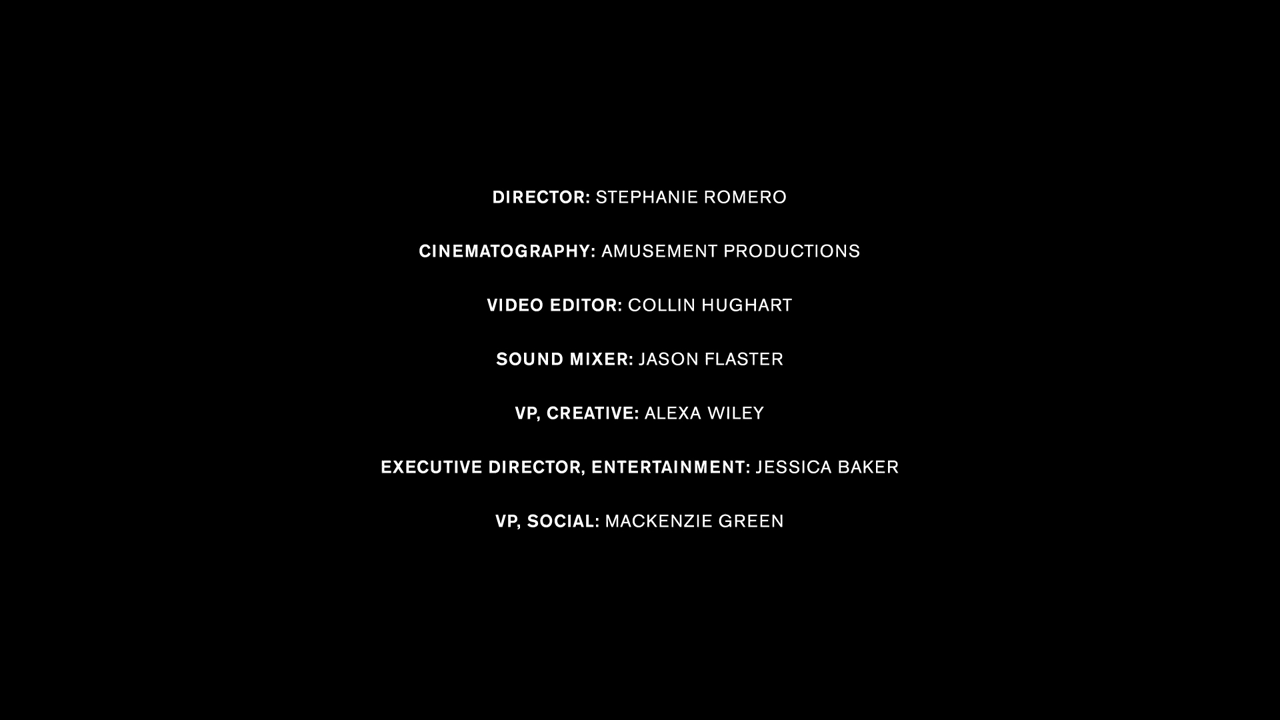 DIRECTOR: STEPHANIE ROMERO
CINEMATOGRAPHY: AMUSEMENT PRODUCTIONS
VIDEO EDITOR: COLLIN HUGHART
SOUND MIXER: JASON FLASTER
VP, CREATIVE: ALEXA WILEY
EXECUTIVE DIRECTOR, ENTERTAINMENT: JESSICA BAKER
VP, SOCIAL: MACKENZIE GREEN